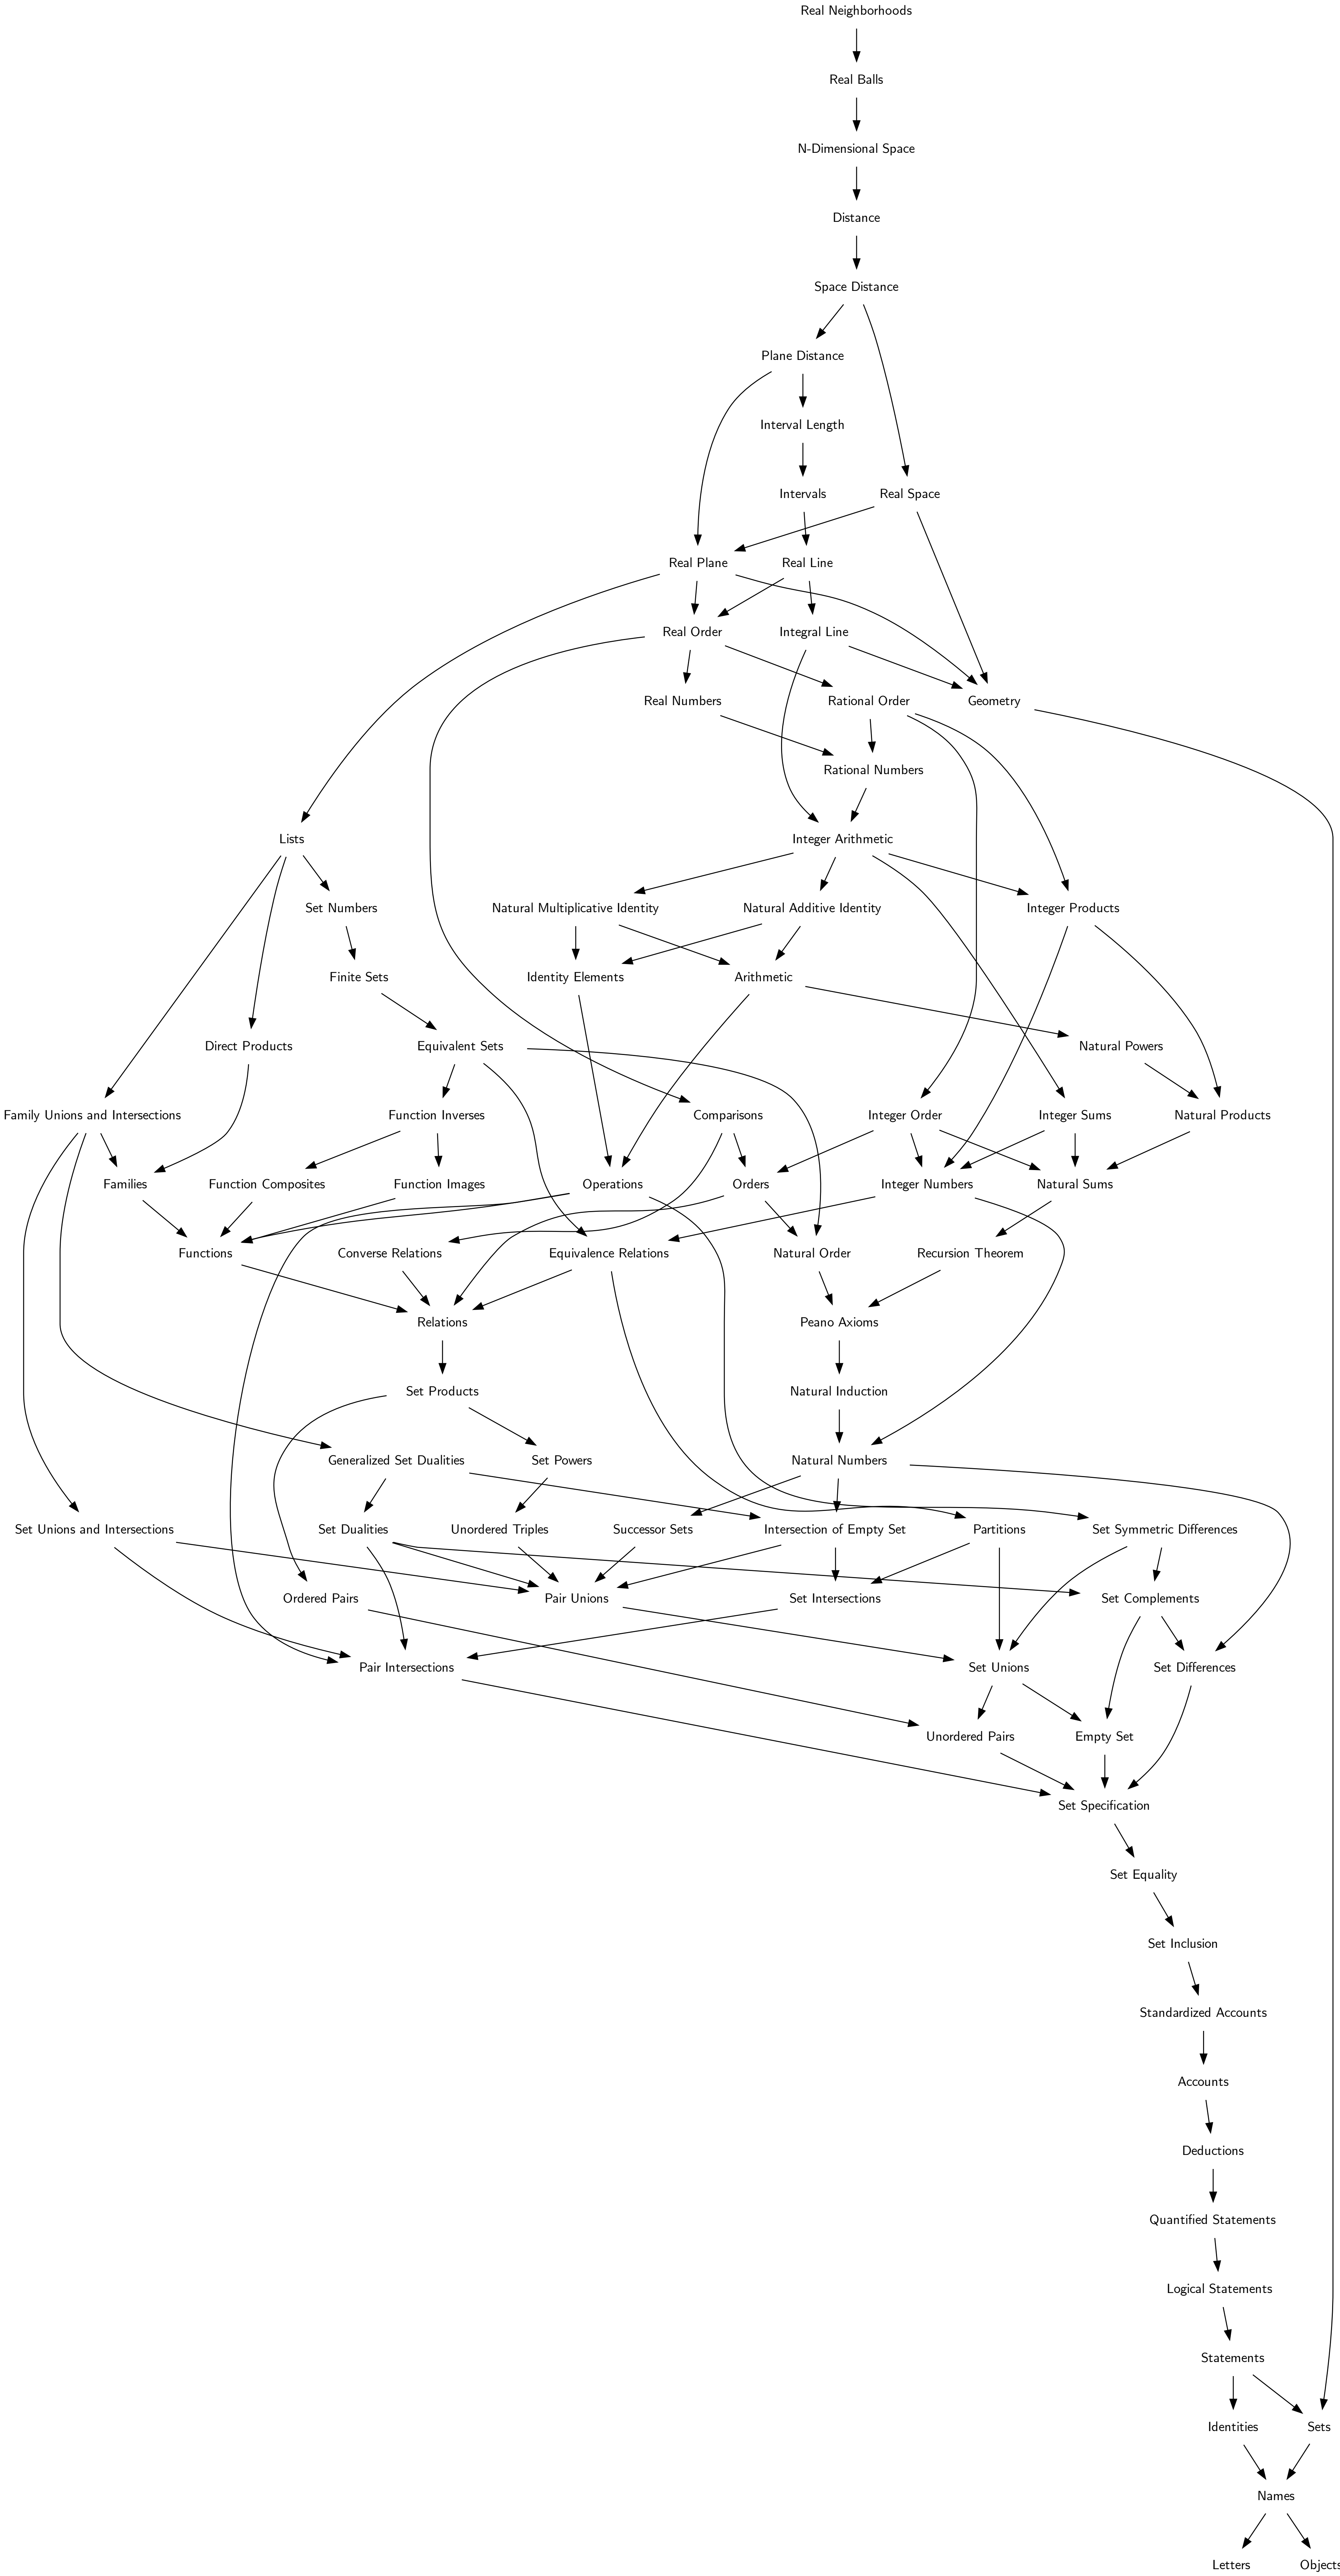 Real Neighborhoods
Real Balls
N-Dimensional Space
Distance
Space Distance
Plane Distance
Interval Length
Intervals
Real Space
Real Plane
Real Line
Real Order
Integral Line
Real Numbers
Rational Order
Geometry
Rational Numbers
Lists
Integer Arithmetic
Set Numbers
Natural Multiplicative Identity
Natural Additive Identity
Integer Products
Finite Sets
Identity Elements
Arithmetic
Direct Products
Equivalent Sets
Natural Powers
Family Unions and Intersections
Function Inverses
Comparisons
Integer Order
Integer Sums
Natural Products
Families
Function Composites
Function Images
Operations
Orders
Integer Numbers
Natural Sums
Functions
Converse Relations
Equivalence Relations
Natural Order
Recursion Theorem
Relations
Peano Axioms
Set Products
Natural Induction
Generalized Set Dualities
Set Powers
Natural Numbers
Set Unions and Intersections
Set Dualities
Unordered Triples
Successor Sets
Intersection of Empty Set
Partitions
Set Symmetric Differences
Ordered Pairs
Pair Unions
Set Intersections
Set Complements
Pair Intersections
Set Unions
Set Differences
Unordered Pairs
Empty Set
Set Specification
Set Equality
Set Inclusion
Standardized Accounts
Accounts
Deductions
Quantified Statements
Logical Statements
Statements
Identities
Sets
Names
Letters
Objects